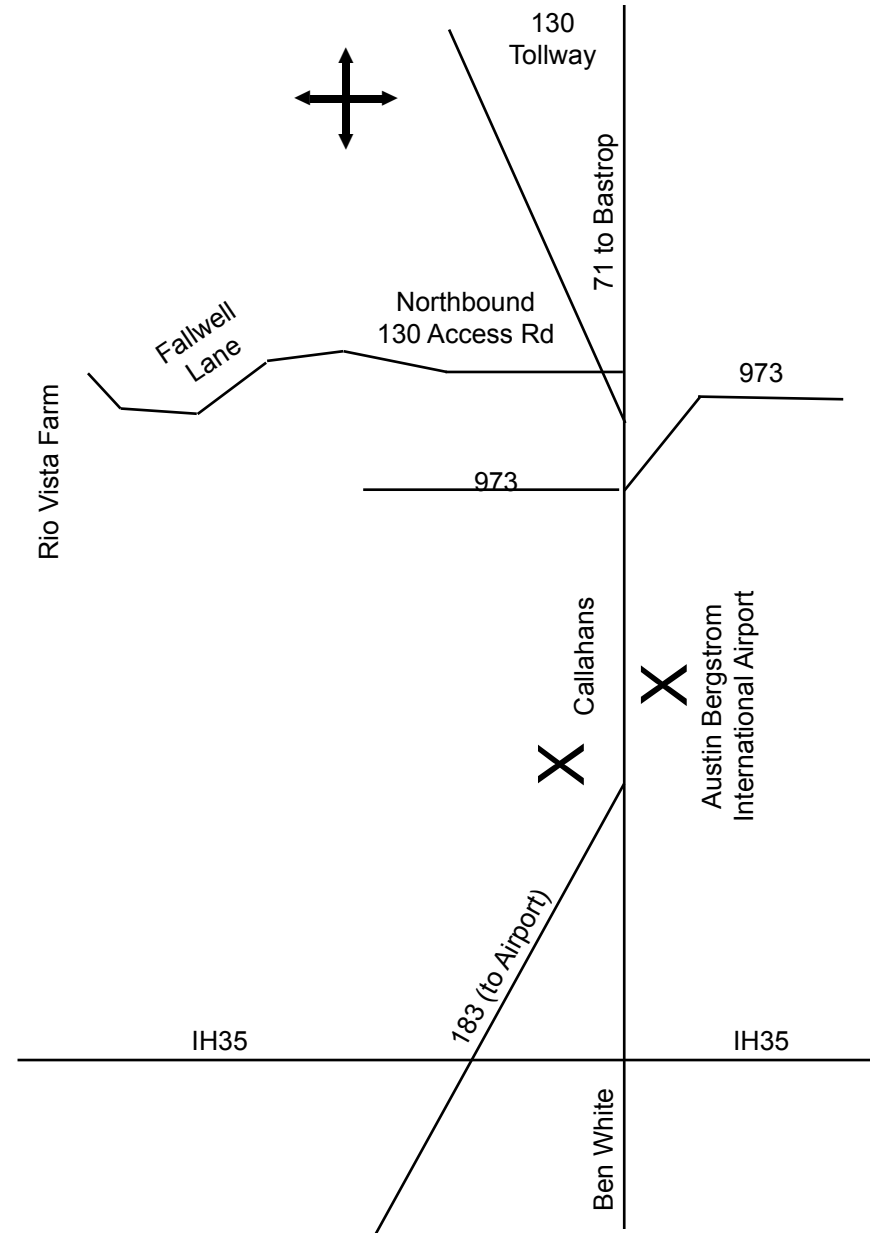 130
Tollway
71 to Bastrop
Northbound
130 Access Rd
Fallwell
Lane
973
Rio Vista Farm
973
Callahans
Austin Bergstrom
International Airport
183 (to Airport)
IH35
IH35
Ben White